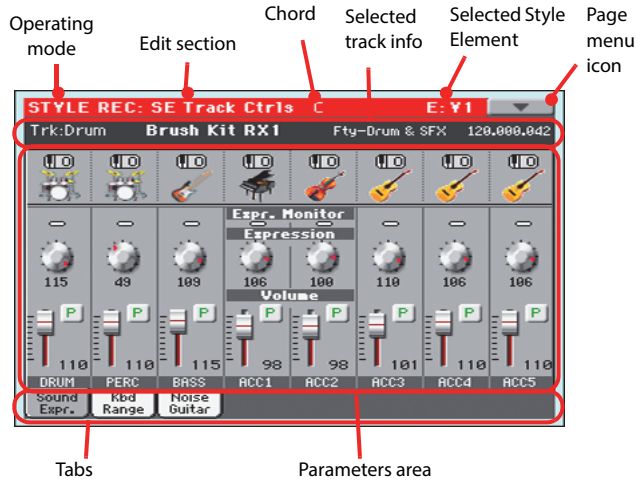 Operating mode
Edit section
Chord
Selected track info
Selected Style Element
Page menu icon
STYLE REC: SE Track Ctrls C E: V1
Trk:Drum Brush Kit RX1 Fty-Drum & SFX 120.000.042
Expr. Monitor
Expression
115 49 109 106 100 110 106 106
Volume
P P P P P P P P
110 110 115 98 98 101 110 110
DRUM PERC BASS ACC1 ACC2 ACC3 ACC4 ACC5
Sound Expr.
Kbd Range
Noise Guitar
Tabs
Parameters area